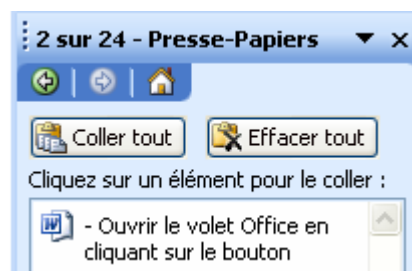 2 sur 24 - Presse-Papiers
Coller tout Effacer tout
Cliquez sur un élément pour le coller :
- Ouvrir le volet Office en
cliquant sur le bouton